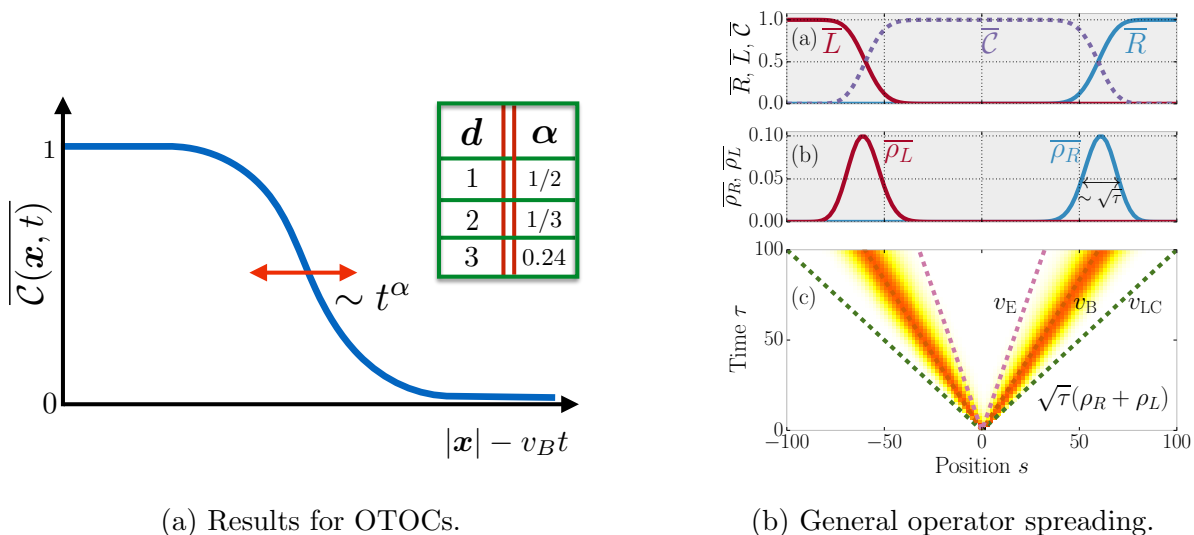 1
0
C(x, t)
∼ t^α
|x| − v_B t
d α
1 1/2
2 1/3
3 0.24
(a) Results for OTOCs.
R, L, C
1.0
0.5
0.0
(a) L C R
ρ_R, ρ_L
0.10
0.05
0.00
(b) ρ_L ρ_R
∼ √τ
Time τ
100
50
0
(c) v_E v_B v_LC
√τ(ρ_R + ρ_L)
−100 −50 0 50 100
Position s
(b) General operator spreading.